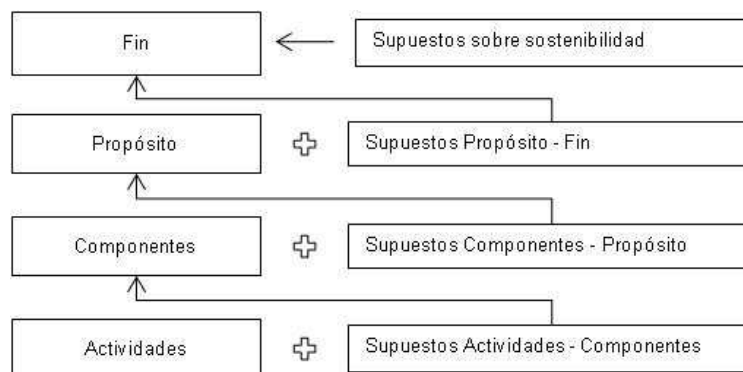 Fin
Supuestos sobre sostenibilidad
Propósito
Supuestos Propósito - Fin
Componentes
Supuestos Componentes - Propósito
Actividades
Supuestos Actividades - Componentes